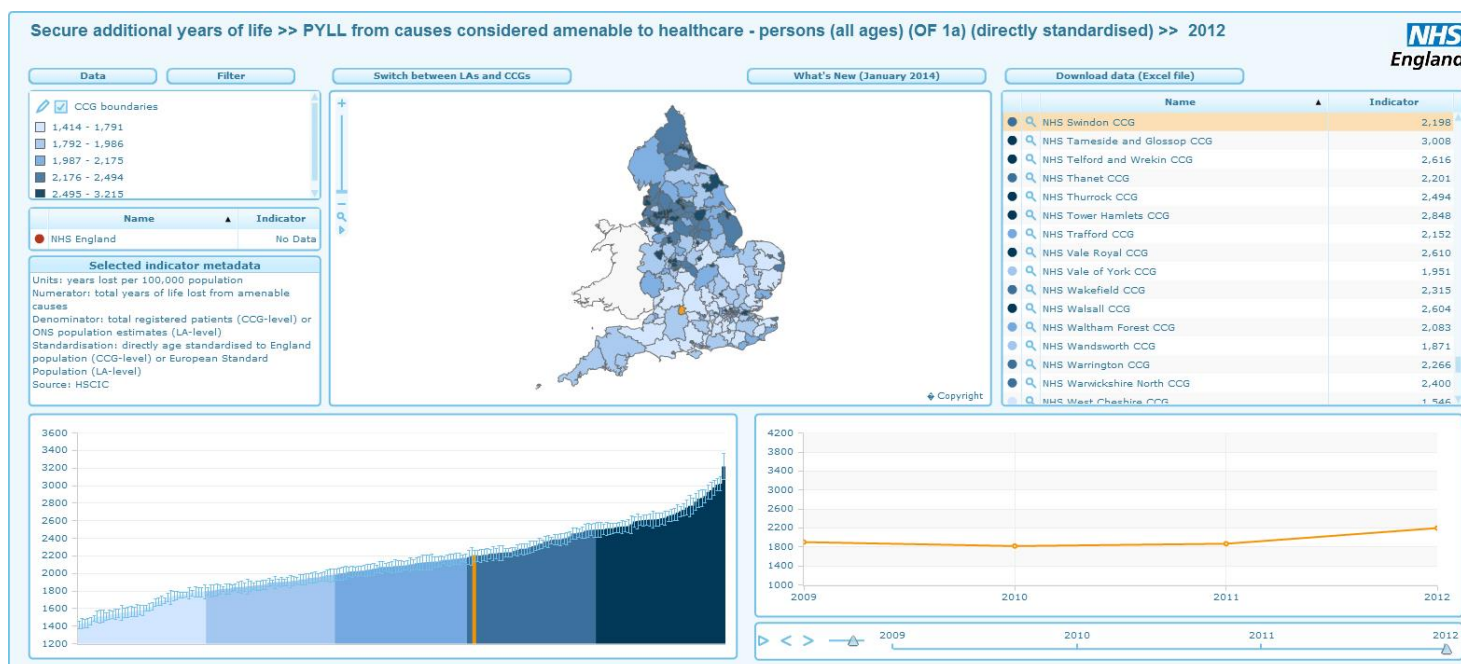 Secure additional years of life >> PYLL from causes considered amenable to healthcare - persons (all ages) (OF 1a) (directly standardised) >> 2012
NHS
England
Data
Filter
Switch between LAs and CCGs
What's New (January 2014)
Download data (Excel file)
CCG boundaries
1,414 - 1,791
1,792 - 1,986
1,987 - 2,175
2,176 - 2,494
2,495 - 3,215
Name ▲ Indicator
NHS England No Data
Selected indicator metadata
Units: years lost per 100,000 population
Numerator: total years of life lost from amenable
causes
Denominator: total registered patients (CCG-level) or
ONS population estimates (LA-level)
Standardisation: directly age standardised to England
population (CCG-level) or European Standard
Population (LA-level)
Source: HSCIC
+
−
Copyright
Name ▲ Indicator
NHS Swindon CCG 2,198
NHS Tameside and Glossop CCG 3,008
NHS Telford and Wrekin CCG 2,616
NHS Thanet CCG 2,201
NHS Thurrock CCG 2,494
NHS Tower Hamlets CCG 2,848
NHS Trafford CCG 2,152
NHS Vale Royal CCG 2,610
NHS Vale of York CCG 1,951
NHS Wakefield CCG 2,315
NHS Walsall CCG 2,604
NHS Waltham Forest CCG 2,083
NHS Wandsworth CCG 1,871
NHS Warrington CCG 2,266
NHS Warwickshire North CCG 2,400
NHS West Cheshire CCG 1,546
3600
3400
3200
3000
2800
2600
2400
2200
2000
1800
1600
1400
1200
4200
3800
3400
3000
2600
2200
1800
1400
1000
2009 2010 2011 2012
2009 2010 2011 2012